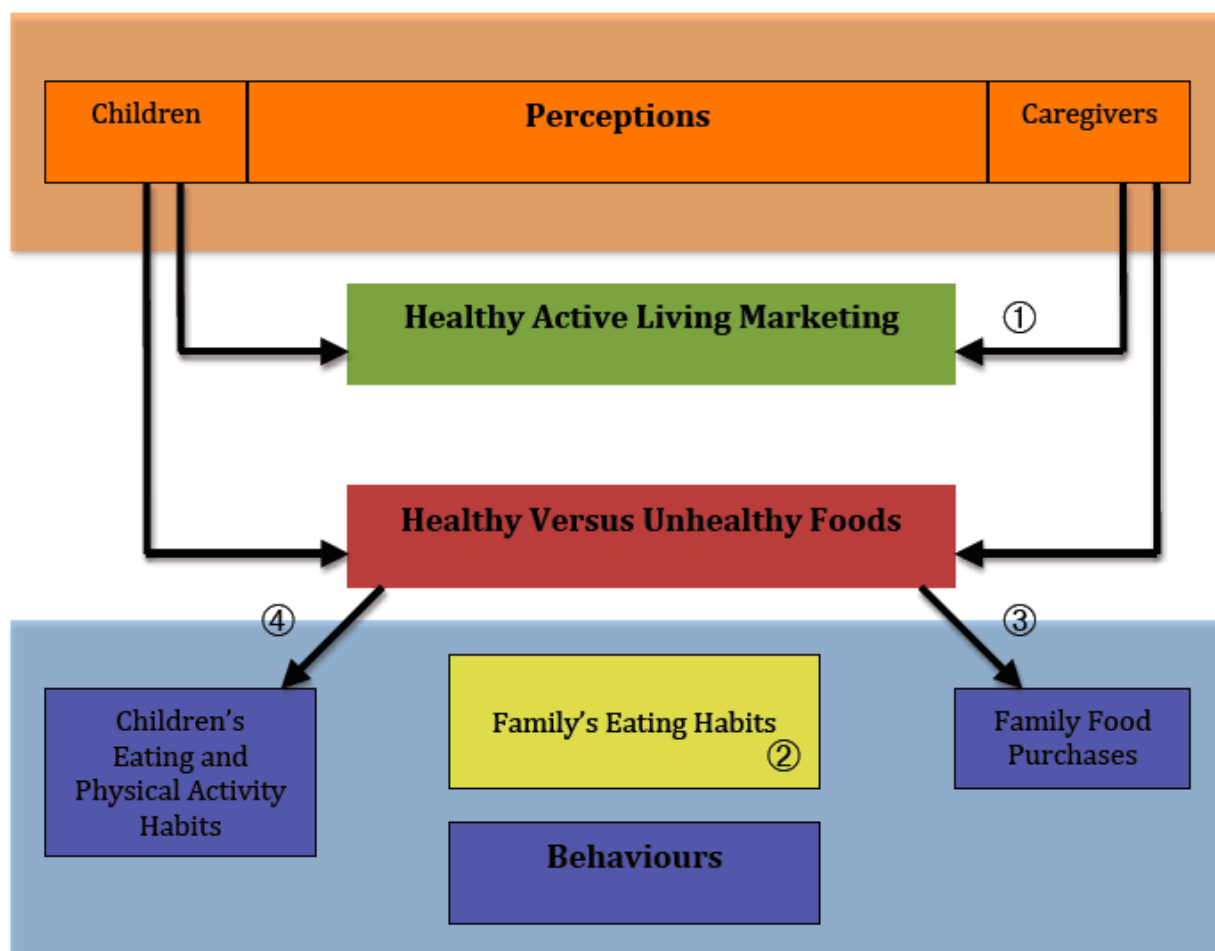 Children
Perceptions
Caregivers
Healthy Active Living Marketing
①
Healthy Versus Unhealthy Foods
④
③
Children’s
Eating and
Physical Activity
Habits
Family’s Eating Habits
②
Family Food
Purchases
Behaviours